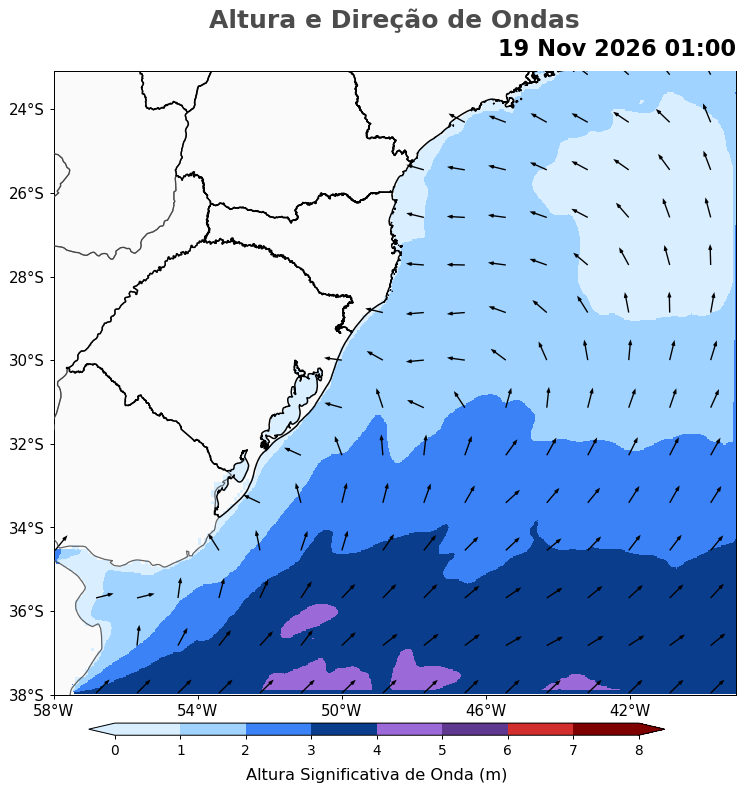 Altura e Direção de Ondas
19 Nov 2026 01:00
24°S
26°S
28°S
30°S
32°S
34°S
36°S
38°S
58°W 54°W 50°W 46°W 42°W
0 1 2 3 4 5 6 7 8
Altura Significativa de Onda (m)